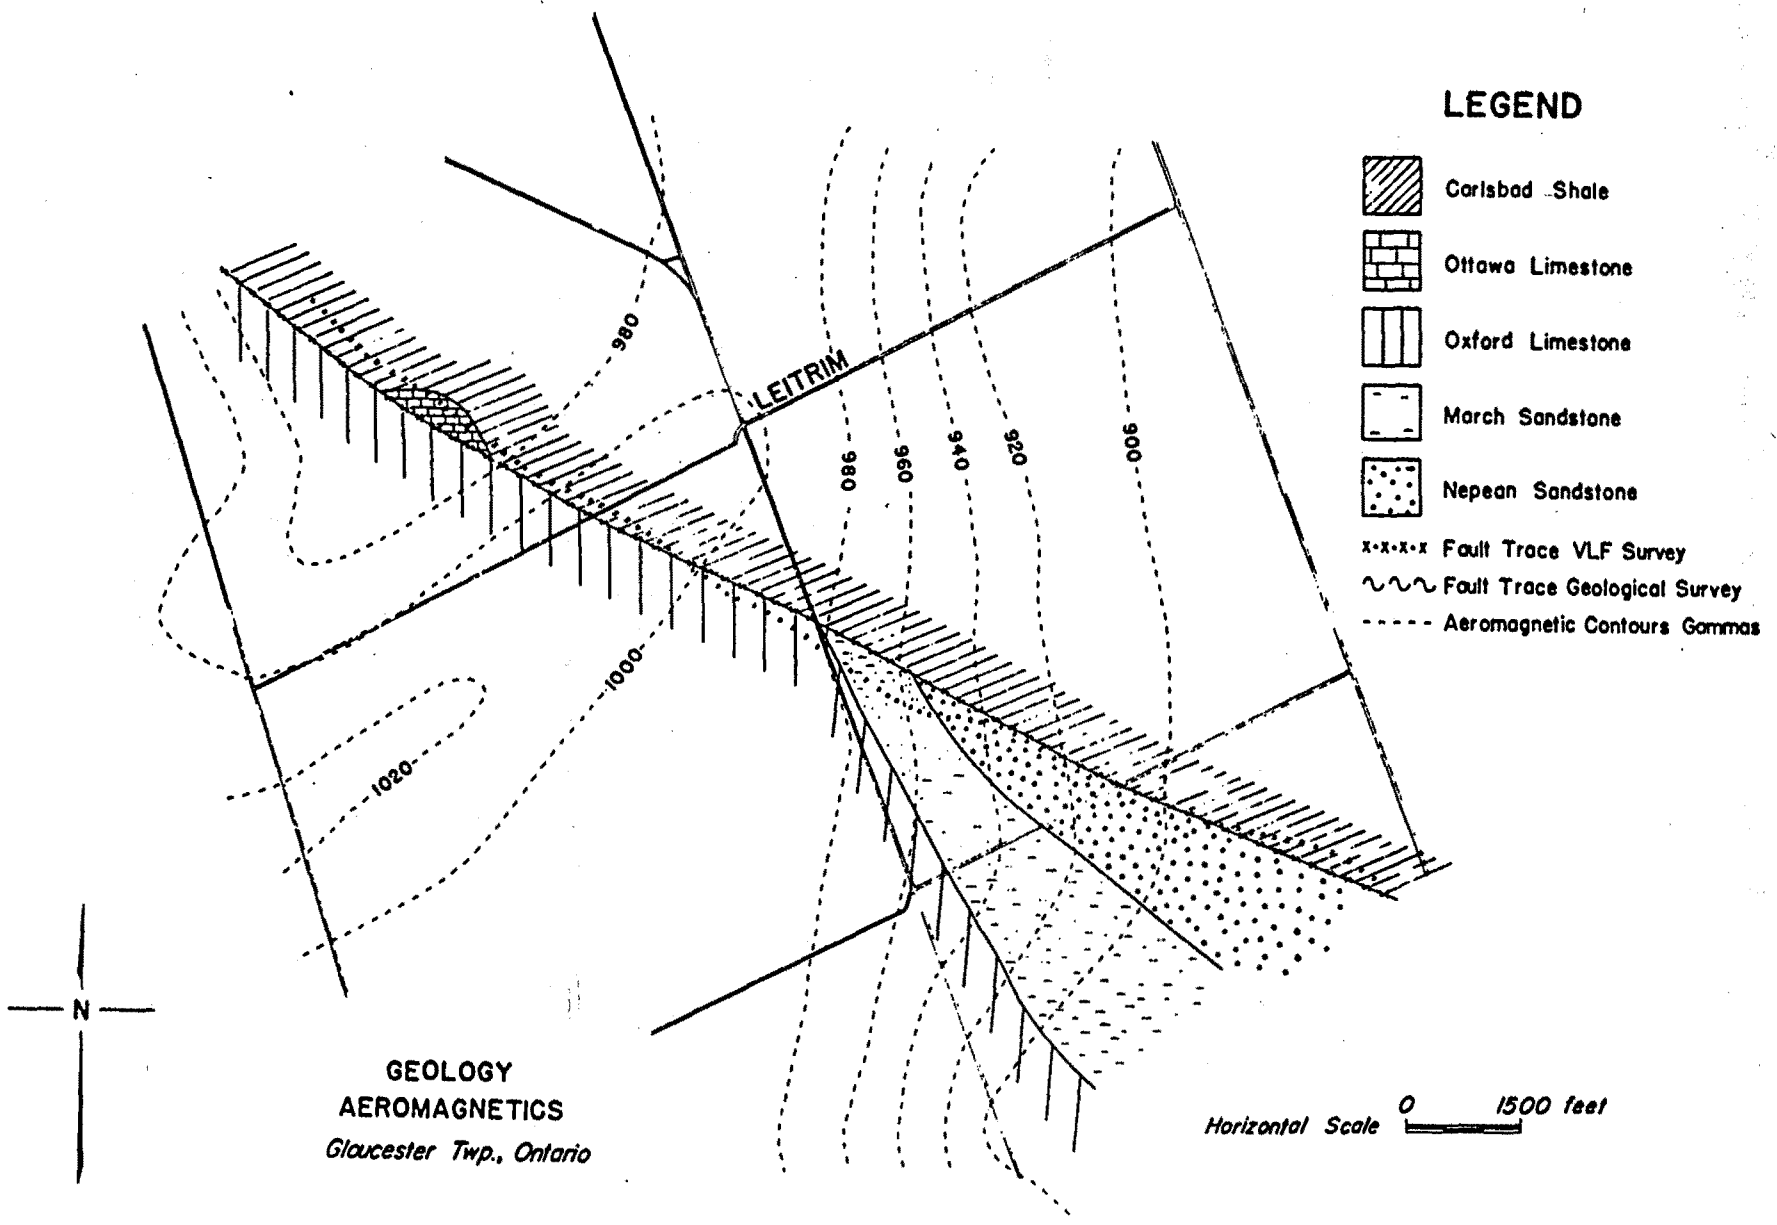 LEGEND
Carlsbad Shale
Ottawa Limestone
Oxford Limestone
March Sandstone
Nepean Sandstone
x-x-x-x Fault Trace VLF Survey
Fault Trace Geological Survey
Aeromagnetic Contours Gammas
980
LEITRIM
980
960
940
920
900
1000
1020
N
GEOLOGY
AEROMAGNETICS
Gloucester Twp., Ontario
0 1500 feet
Horizontal Scale